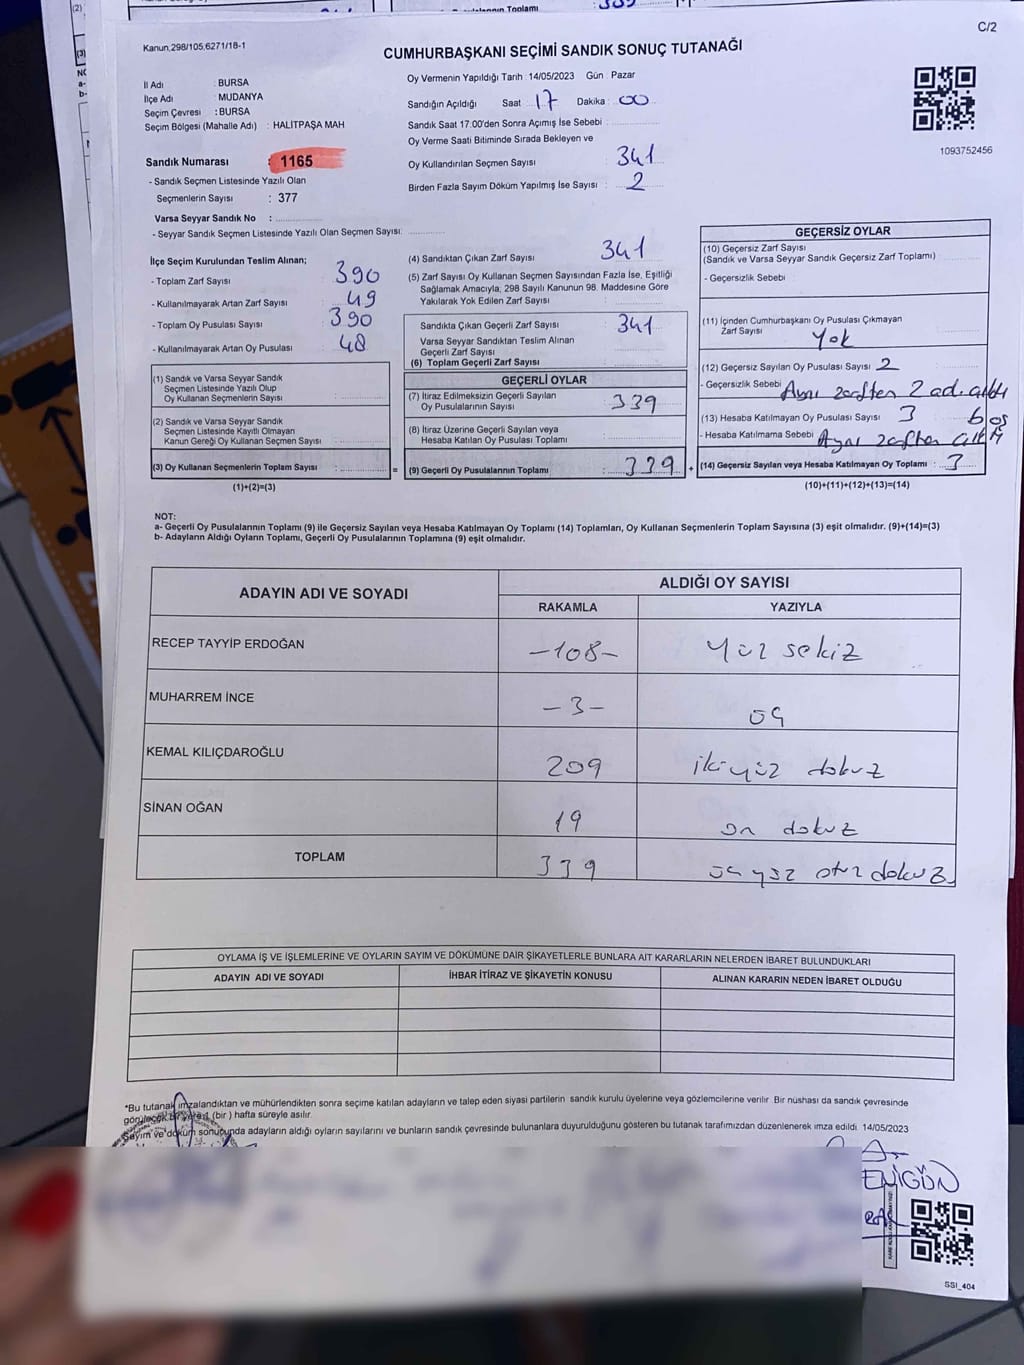 C/2
Kanun,298/105,6271/18-1
CUMHURBAŞKANI SEÇİMİ SANDIK SONUÇ TUTANAĞI
1093752456
İl Adı : BURSA
İlçe Adı : MUDANYA
Seçim Çevresi : BURSA
Seçim Bölgesi (Mahalle Adı) : HALİTPAŞA MAH
Sandık Numarası : 1165
- Sandık Seçmen Listesinde Yazılı Olan
Seçmenlerin Sayısı : 377
Varsa Seyyar Sandık No :
- Seyyar Sandık Seçmen Listesinde Yazılı Olan Seçmen Sayısı:
Oy Vermenin Yapıldığı Tarih : 14/05/2023 Gün : Pazar
Sandığın Açıldığı Saat 17 Dakika : 00
Sandık Saat 17:00'den Sonra Açımış İse Sebebi :
Oy Verme Saati Bitiminde Sırada Bekleyen ve
Oy Kullandırılan Seçmen Sayısı : 341
Birden Fazla Sayım Döküm Yapılmış İse Sayısı : 2
İlçe Seçim Kurulundan Teslim Alınan;
- Toplam Zarf Sayısı : 390
- Kullanılmayarak Artan Zarf Sayısı : 49
- Toplam Oy Pusulası Sayısı : 390
- Kullanılmayarak Artan Oy Pusulası : 48
(1) Sandık ve Varsa Seyyar Sandık
Seçmen Listesinde Yazılı Olup
Oy Kullanan Seçmenlerin Sayısı :
(2) Sandık ve Varsa Seyyar Sandık
Seçmen Listesinde Kayıtlı Olmayan
Kanun Gereği Oy Kullanan Seçmen Sayısı :
(3) Oy Kullanan Seçmenlerin Toplam Sayısı :
(1)+(2)=(3)
(4) Sandıktan Çıkan Zarf Sayısı : 341
(5) Zarf Sayısı Oy Kullanan Seçmen Sayısından Fazla İse, Eşitliği
Sağlamak Amacıyla; 298 Sayılı Kanunun 98. Maddesine Göre
Yakılarak Yok Edilen Zarf Sayısı :
Sandıkta Çıkan Geçerli Zarf Sayısı : 341
Varsa Seyyar Sandıktan Teslim Alınan
Geçerli Zarf Sayısı :
(6) Toplam Geçerli Zarf Sayısı :
GEÇERLİ OYLAR
(7) İtiraz Edilmeksizin Geçerli Sayılan
Oy Pusulalarının Sayısı : 339
(8) İtiraz Üzerine Geçerli Sayılan veya
Hesaba Katılan Oy Pusulası Toplamı :
= (9) Geçerli Oy Pusulalarının Toplamı : 339 +
GEÇERSİZ OYLAR
(10) Geçersiz Zarf Sayısı
(Sandık ve Varsa Seyyar Sandık Geçersiz Zarf Toplamı)
- Geçersizlik Sebebi :
(11) İçinden Cumhurbaşkanı Oy Pusulası Çıkmayan
Zarf Sayısı : Yok
(12) Geçersiz Sayılan Oy Pusulası Sayısı : 2
- Geçersizlik Sebebi : Aynı zarften 2 ad. çıktı
(13) Hesaba Katılmayan Oy Pusulası Sayısı : 3 boş
- Hesaba Katılmama Sebebi : Aynı zarften çıktı
(14) Geçersiz Sayılan veya Hesaba Katılmayan Oy Toplamı : 3
(10)+(11)+(12)+(13)=(14)
NOT:
a- Geçerli Oy Pusulalarının Toplamı (9) ile Geçersiz Sayılan veya Hesaba Katılmayan Oy Toplamı (14) Toplamları, Oy Kullanan Seçmenlerin Toplam Sayısına (3) eşit olmalıdır. (9)+(14)=(3)
b- Adayların Aldığı Oyların Toplamı, Geçerli Oy Pusulalarının Toplamına (9) eşit olmalıdır.
ADAYIN ADI VE SOYADI
ALDIĞI OY SAYISI
RAKAMLA YAZIYLA
RECEP TAYYİP ERDOĞAN -108- Yüz sekiz
MUHARREM İNCE -3- üç
KEMAL KILIÇDAROĞLU 209 iki yüz dokuz
SİNAN OĞAN 19 on dokuz
TOPLAM 339 üç yüz otuz dokuz
OYLAMA İŞ VE İŞLEMLERİNE VE OYLARIN SAYIM VE DÖKÜMÜNE DAİR ŞİKAYETLERLE BUNLARA AİT KARARLARIN NELERDEN İBARET BULUNDUKLARI
ADAYIN ADI VE SOYADI İHBAR İTİRAZ VE ŞİKAYETİN KONUSU ALINAN KARARIN NEDEN İBARET OLDUĞU
*Bu tutanak imzalandıktan ve mühürlendikten sonra seçime katılan adayların ve talep eden siyasi partilerin sandık kurulu üyelerine veya gözlemcilerine verilir. Bir nüshası da sandık çevresinde
görülecek bir yere 1 (bir ) hafta süreyle asılır.
Sayım ve döküm sonucunda adayların aldığı oyların sayılarını ve bunların sandık çevresinde bulunanlara duyurulduğunu gösteren bu tutanak tarafımızdan düzenlenerek imza edildi. 14/05/2023
ENİGÜN
SSI_404